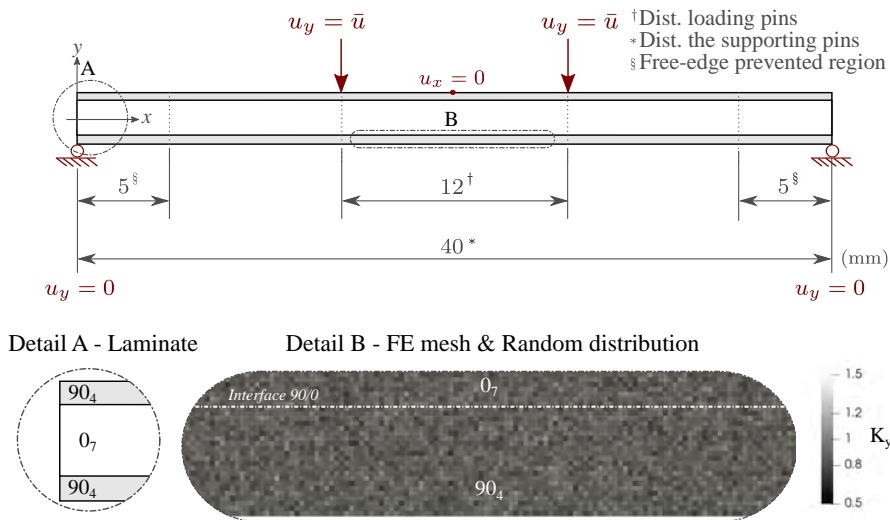 u_y = ū
u_y = ū
†Dist. loading pins
*Dist. the supporting pins
§Free-edge prevented region
y
A
u_x = 0
x
B
5§
12†
5§
40*
(mm)
u_y = 0
u_y = 0
Detail A - Laminate
Detail B - FE mesh & Random distribution
90₄
0₇
90₄
Interface 90/0
0₇
90₄
1.5
1.2
1
0.8
0.5
K_y